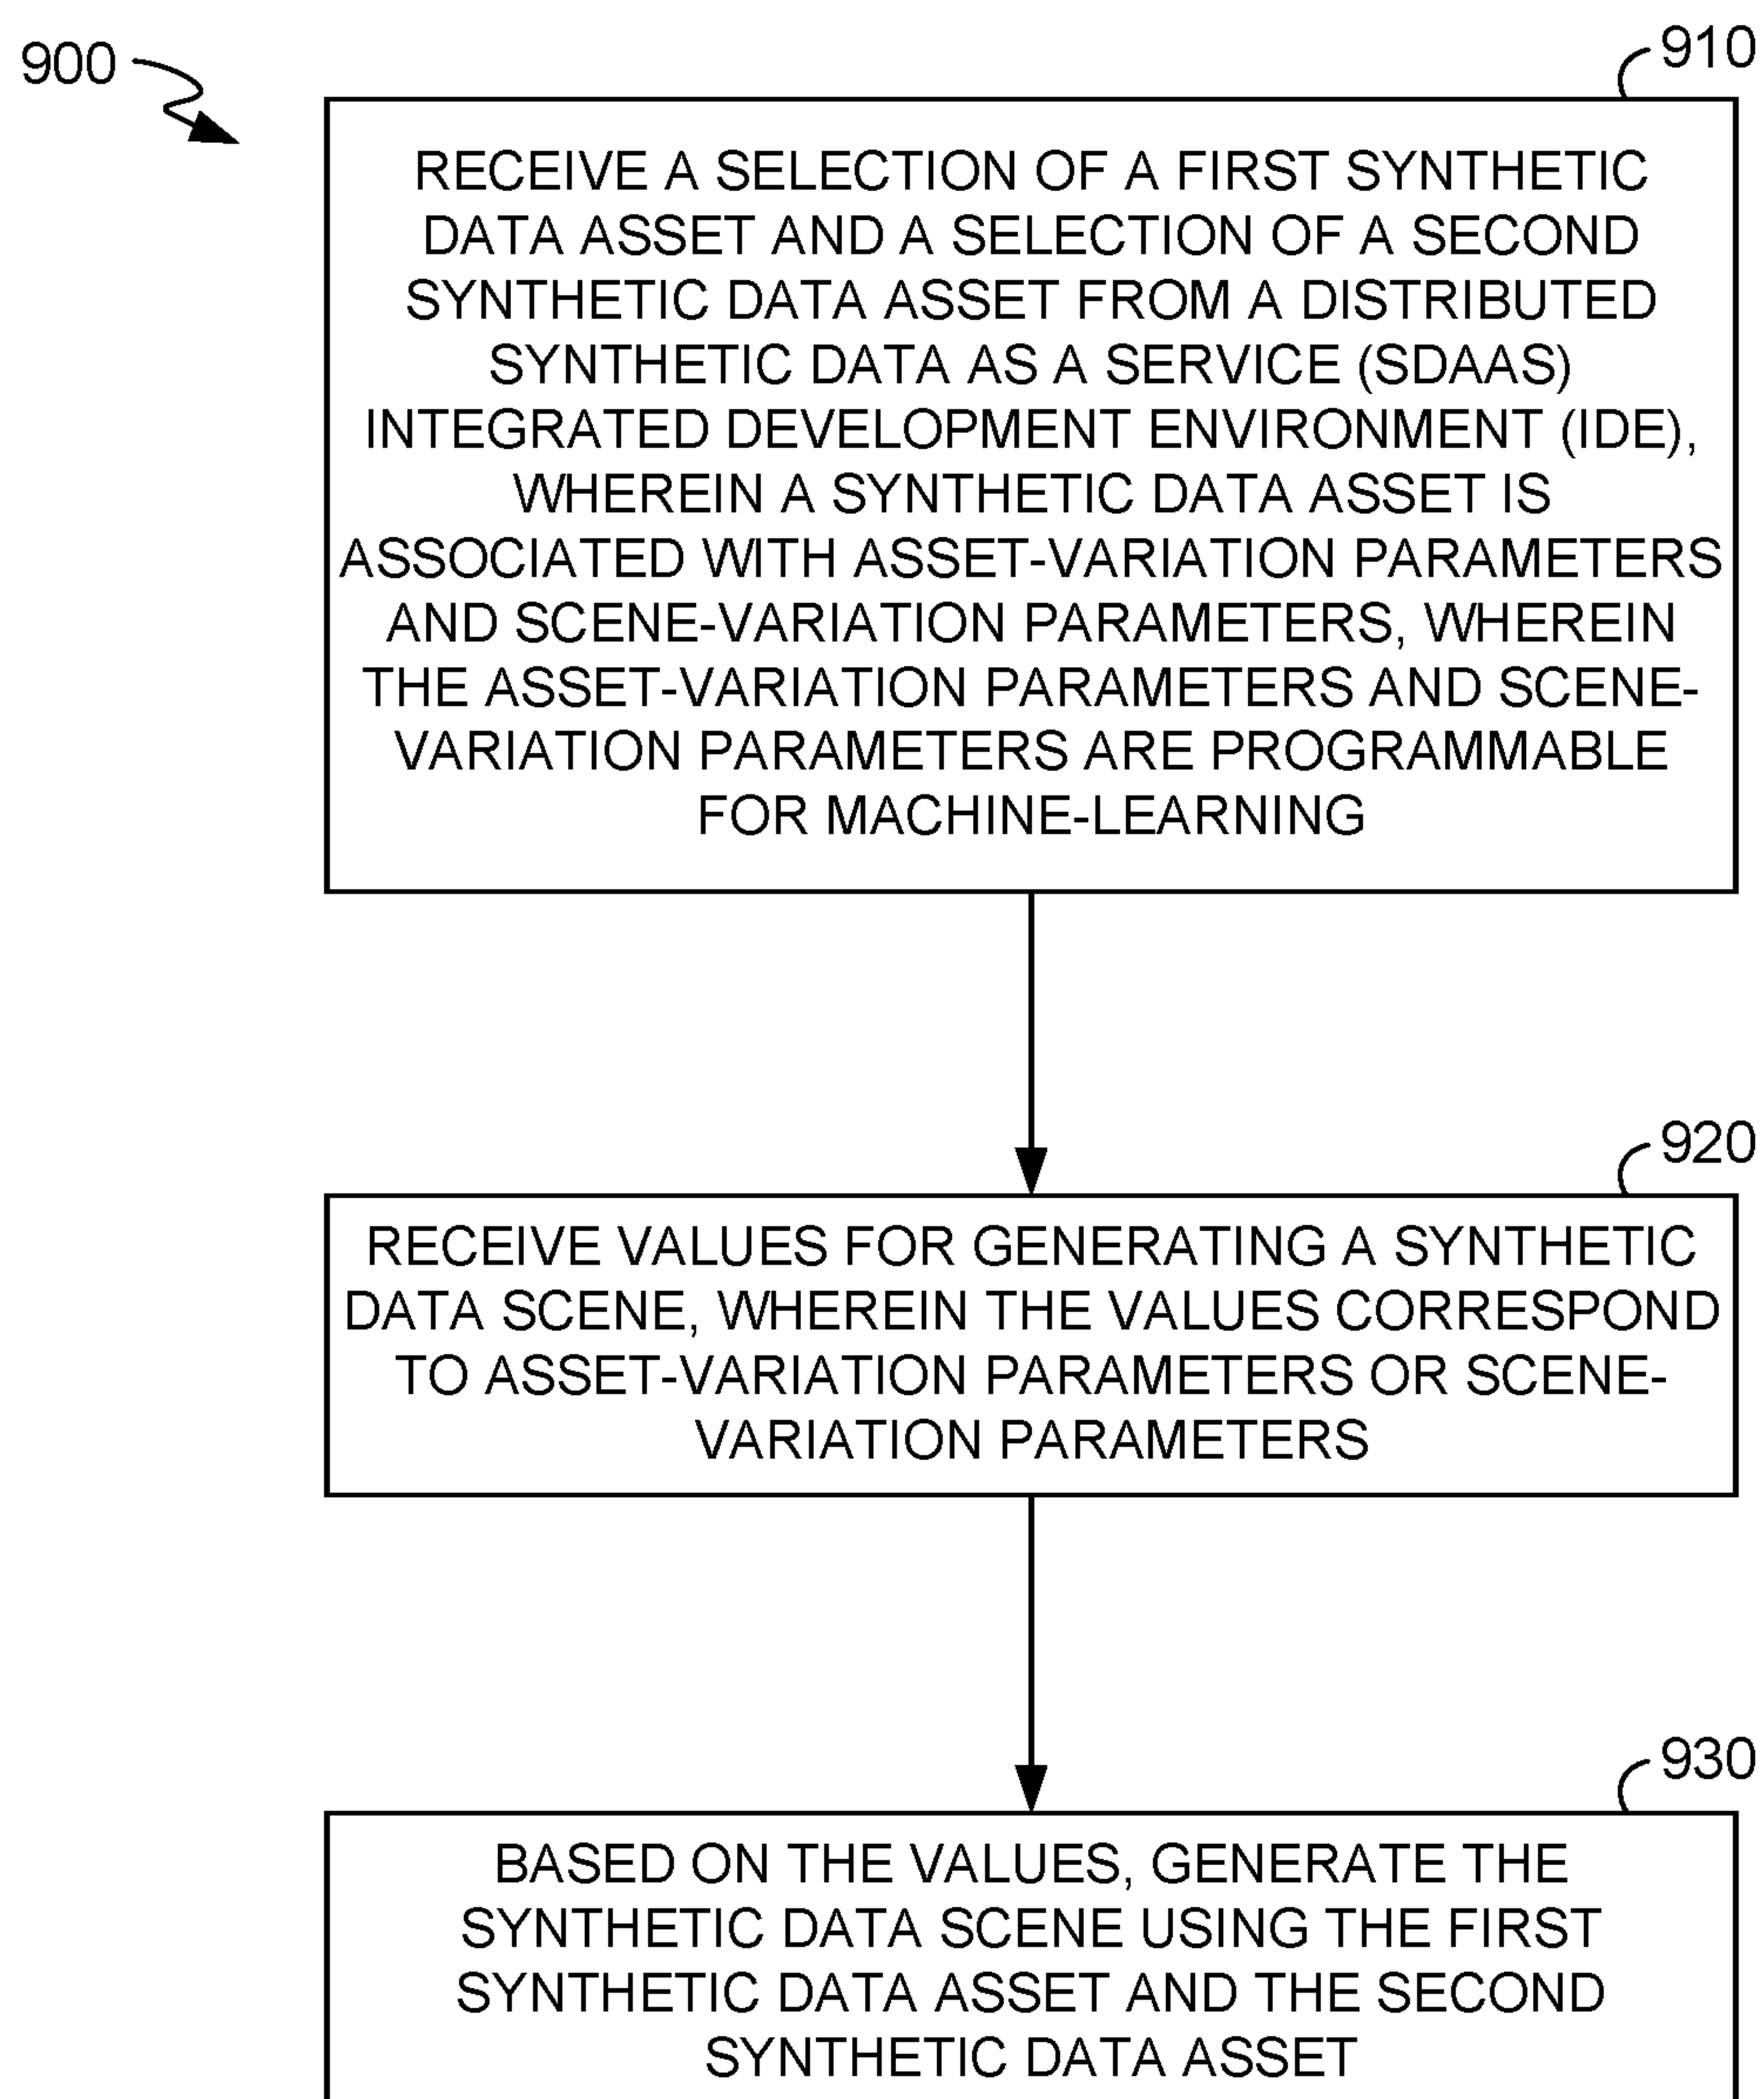 900
910
RECEIVE A SELECTION OF A FIRST SYNTHETIC
DATA ASSET AND A SELECTION OF A SECOND
SYNTHETIC DATA ASSET FROM A DISTRIBUTED
SYNTHETIC DATA AS A SERVICE (SDAAS)
INTEGRATED DEVELOPMENT ENVIRONMENT (IDE),
WHEREIN A SYNTHETIC DATA ASSET IS
ASSOCIATED WITH ASSET-VARIATION PARAMETERS
AND SCENE-VARIATION PARAMETERS, WHEREIN
THE ASSET-VARIATION PARAMETERS AND SCENE-
VARIATION PARAMETERS ARE PROGRAMMABLE
FOR MACHINE-LEARNING
920
RECEIVE VALUES FOR GENERATING A SYNTHETIC
DATA SCENE, WHEREIN THE VALUES CORRESPOND
TO ASSET-VARIATION PARAMETERS OR SCENE-
VARIATION PARAMETERS
930
BASED ON THE VALUES, GENERATE THE
SYNTHETIC DATA SCENE USING THE FIRST
SYNTHETIC DATA ASSET AND THE SECOND
SYNTHETIC DATA ASSET